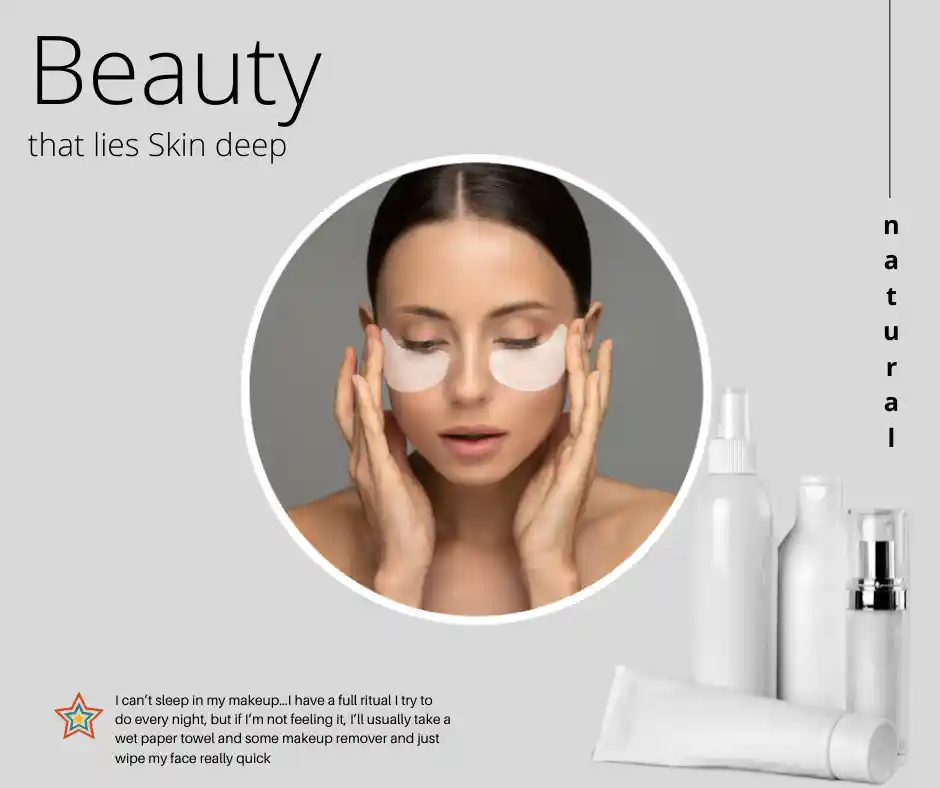 Beauty
that lies Skin deep
natural
I can’t sleep in my makeup...I have a full ritual I try to
do every night, but if I’m not feeling it, I’ll usually take a
wet paper towel and some makeup remover and just
wipe my face really quick